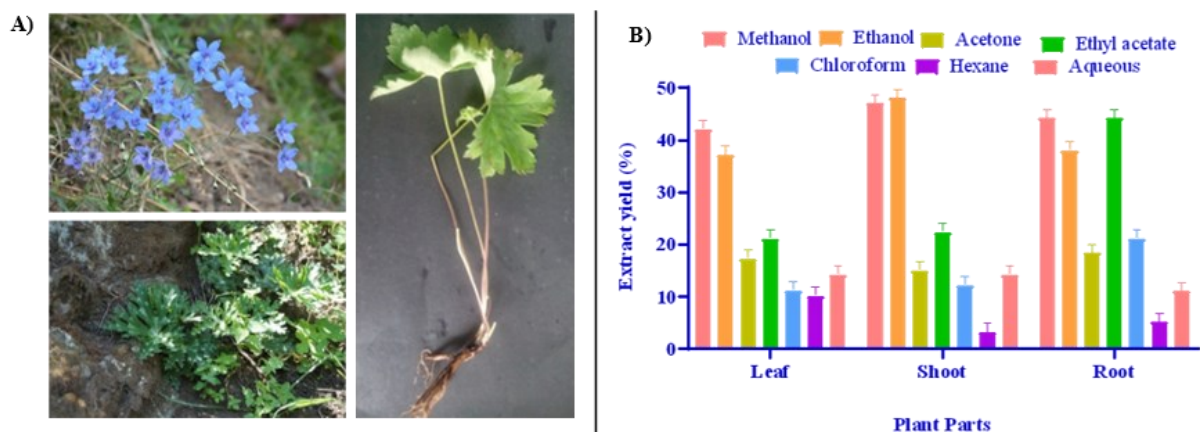 A)
B)
Methanol Ethanol Acetone Ethyl acetate
Chloroform Hexane Aqueous
Extract yield (%)
50
40
30
20
10
0
Leaf Shoot Root
Plant Parts